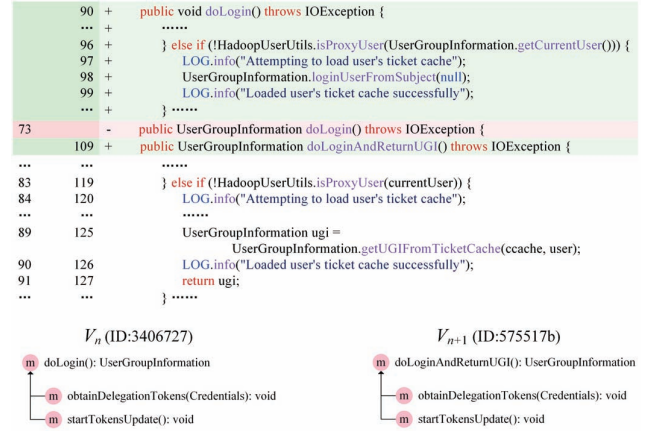 90 + public void doLogin() throws IOException {
... + ......
96 + } else if (!HadoopUserUtils.isProxyUser(UserGroupInformation.getCurrentUser())) {
97 + LOG.info("Attempting to load user's ticket cache");
98 + UserGroupInformation.loginUserFromSubject(null);
99 + LOG.info("Loaded user's ticket cache successfully");
... + } ......
73 - public UserGroupInformation doLogin() throws IOException {
109 + public UserGroupInformation doLoginAndReturnUGI() throws IOException {
... ... ......
83 119 } else if (!HadoopUserUtils.isProxyUser(currentUser)) {
84 120 LOG.info("Attempting to load user's ticket cache");
... ... ......
89 125 UserGroupInformation ugi =
UserGroupInformation.getUGIFromTicketCache(ccache, user);
90 126 LOG.info("Loaded user's ticket cache successfully");
91 127 return ugi;
... ... } ......
Vn (ID:3406727)
m doLogin(): UserGroupInformation
m obtainDelegationTokens(Credentials): void
m startTokensUpdate(): void
Vn+1 (ID:575517b)
m doLoginAndReturnUGI(): UserGroupInformation
m obtainDelegationTokens(Credentials): void
m startTokensUpdate(): void